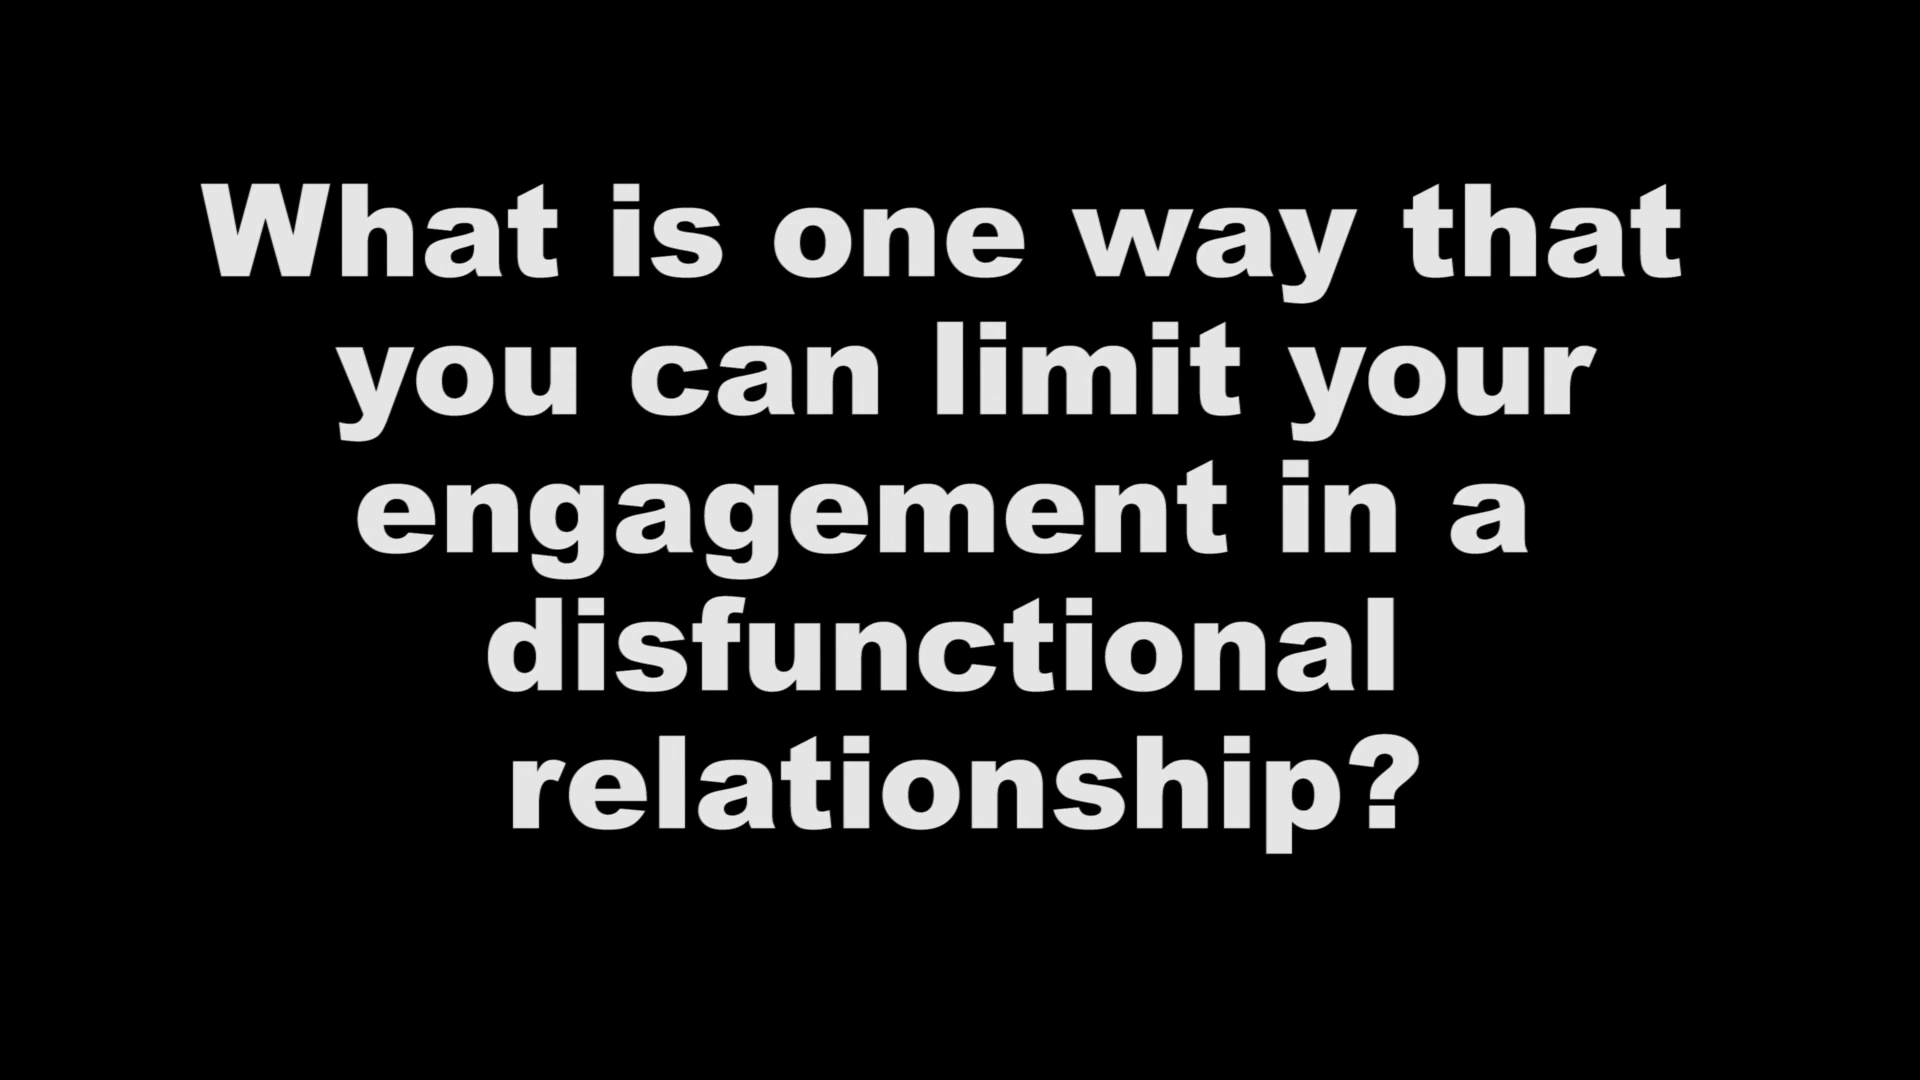 What is one way that
you can limit your
engagement in a
disfunctional
relationship?